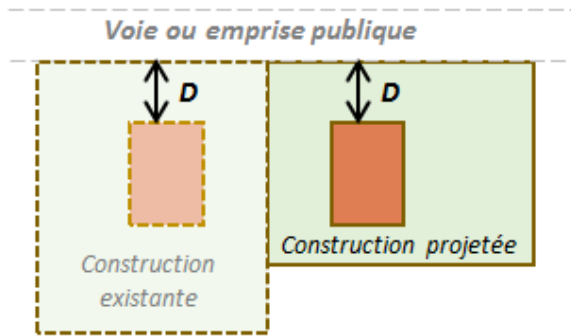 Voie ou emprise publique
D
D
Construction projetée
Construction
existante